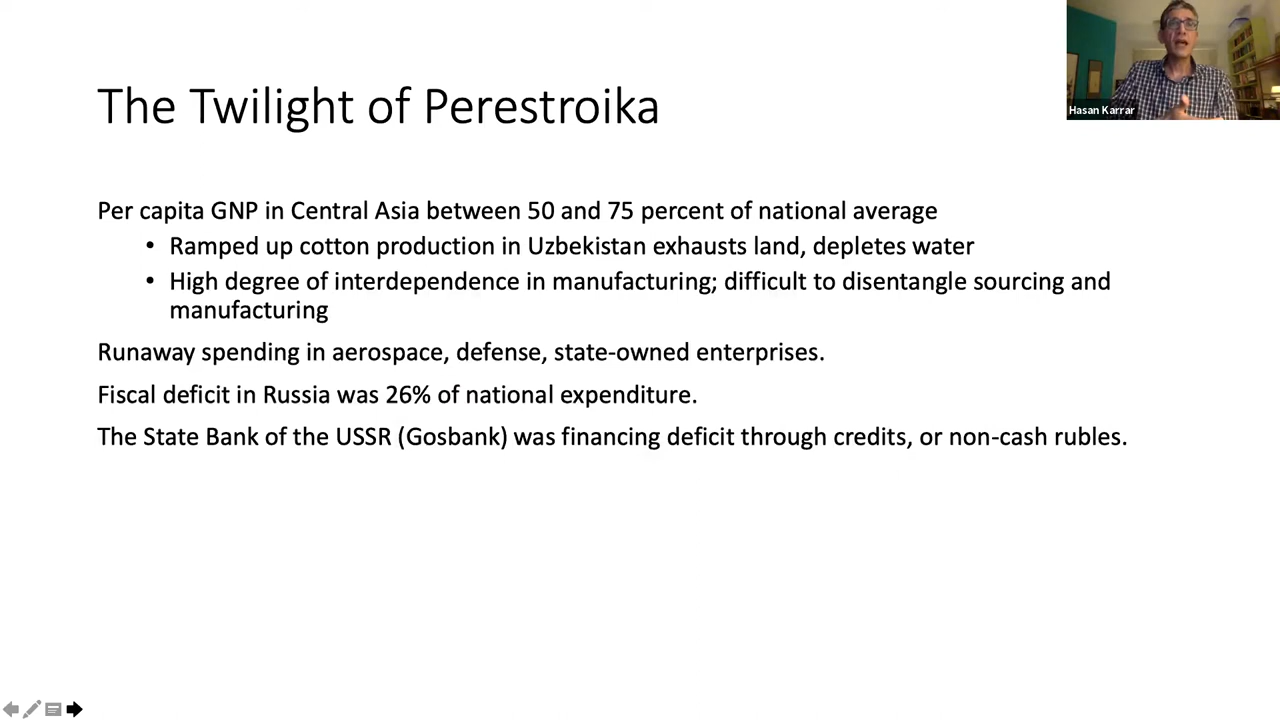 Hasan Karrar
The Twilight of Perestroika
Per capita GNP in Central Asia between 50 and 75 percent of national average
• Ramped up cotton production in Uzbekistan exhausts land, depletes water
• High degree of interdependence in manufacturing; difficult to disentangle sourcing and
manufacturing
Runaway spending in aerospace, defense, state-owned enterprises.
Fiscal deficit in Russia was 26% of national expenditure.
The State Bank of the USSR (Gosbank) was financing deficit through credits, or non-cash rubles.